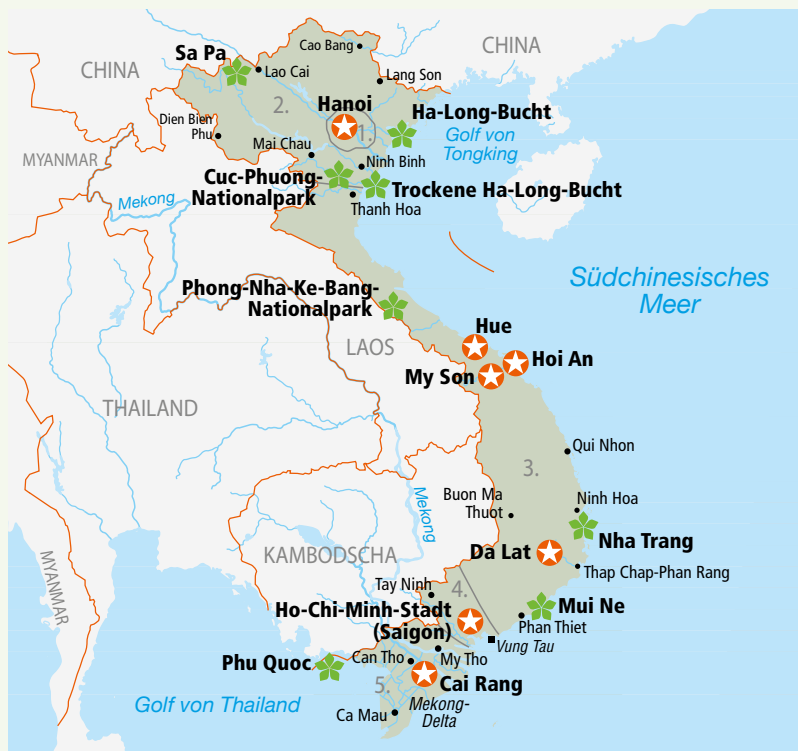 Cao Bang
CHINA
Sa Pa
CHINA
Lao Cai
Lang Son
2.
Hanoi
Ha-Long-Bucht
1.
Golf von
Tongking
Dien Bien
Phu
Mai Chau
MYANMAR
Ninh Binh
Cuc-Phuong-
Nationalpark
Trockene Ha-Long-Bucht
Mekong
Thanh Hoa
Südchinesisches
Meer
Phong-Nha-Ke-Bang-
Nationalpark
Hue
LAOS
Hoi An
My Son
THAILAND
Qui Nhon
3.
Buon Ma
Thuot
Ninh Hoa
Mekong
Nha Trang
KAMBODSCHA
Da Lat
Thap Chap-Phan Rang
MYANMAR
Tay Ninh
4.
Ho-Chi-Minh-Stadt
(Saigon)
Mui Ne
Phan Thiet
Vung Tau
Phu Quoc
Can Tho
My Tho
5.
Cai Rang
Golf von Thailand
Mekong-
Delta
Ca Mau